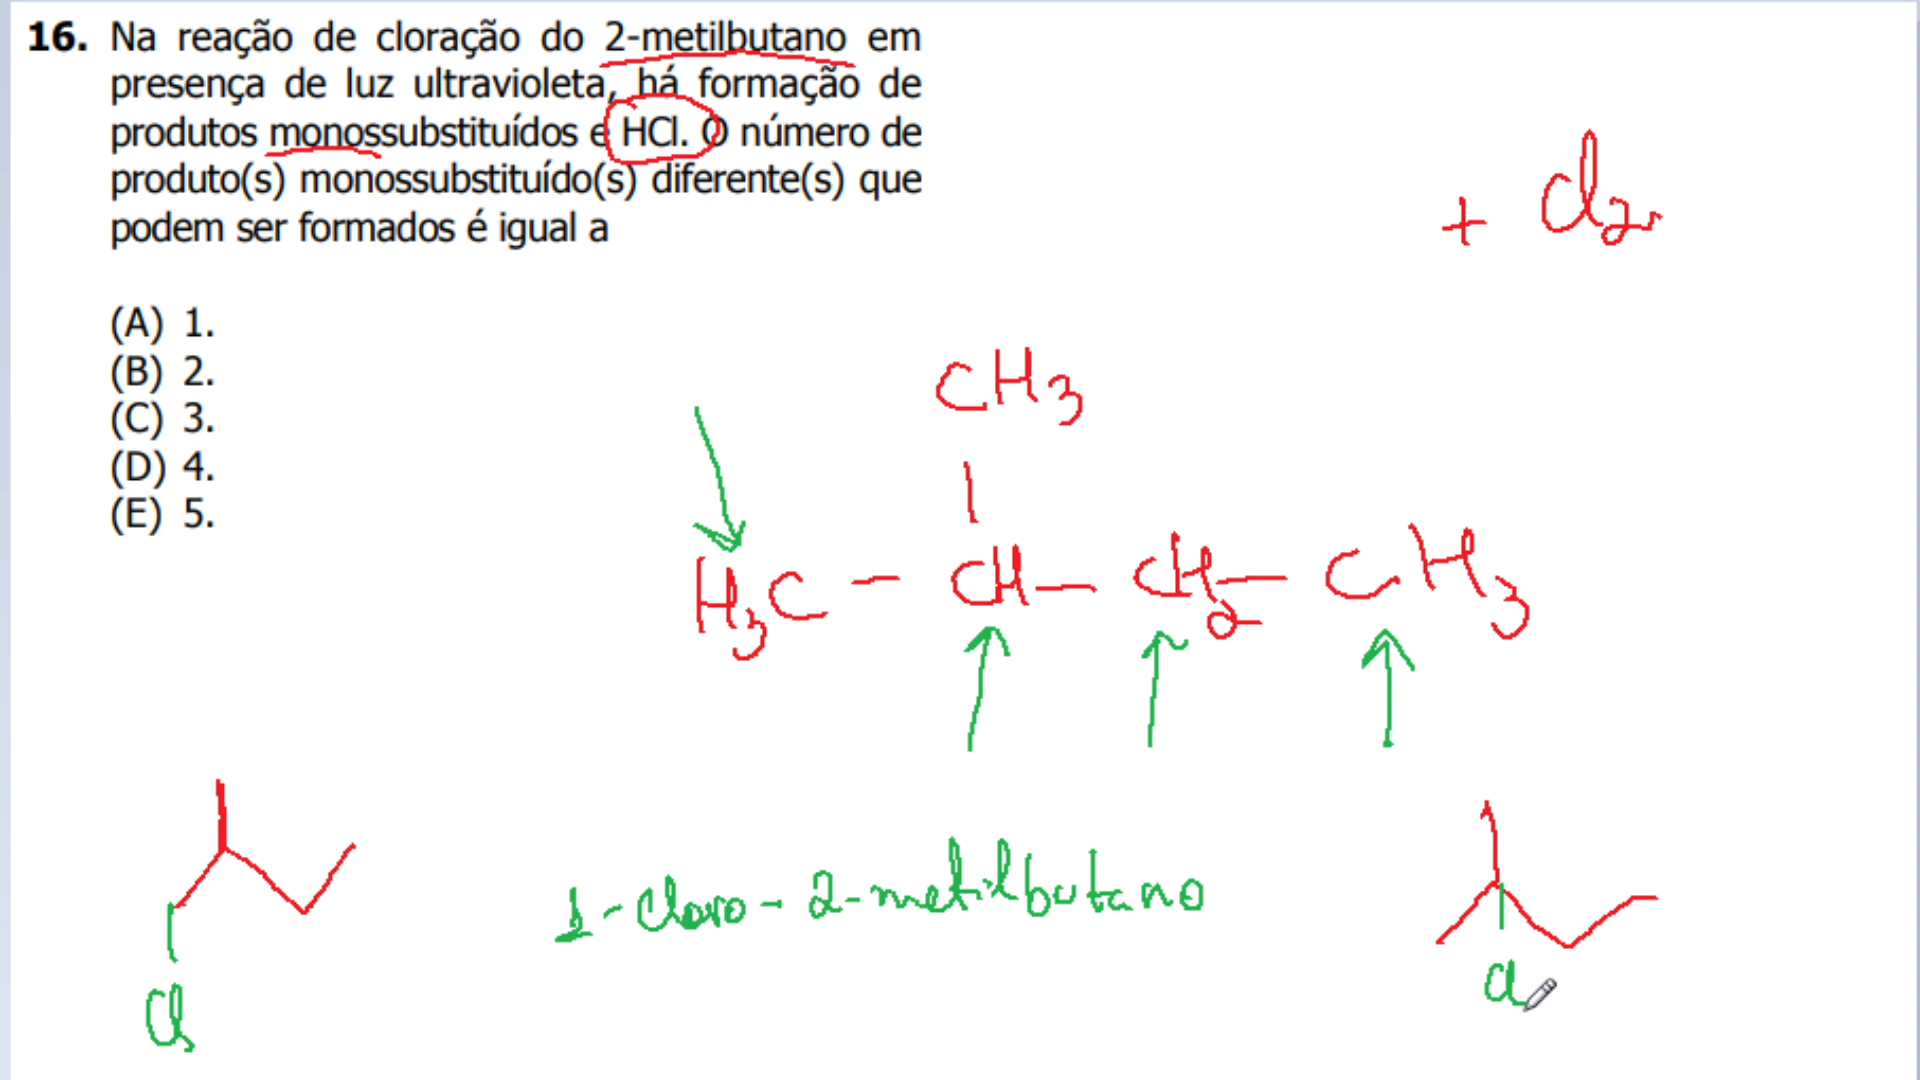 16. Na reação de cloração do 2-metilbutano em
presença de luz ultravioleta, há formação de
produtos monossubstituídos e HCl. O número de
produto(s) monossubstituído(s) diferente(s) que
podem ser formados é igual a
(A) 1.
(B) 2.
(C) 3.
(D) 4.
(E) 5.
+ Cl2
CH3
H3C - CH - CH2 - CH3
1-cloro-2-metilbutano
Cl
Cl